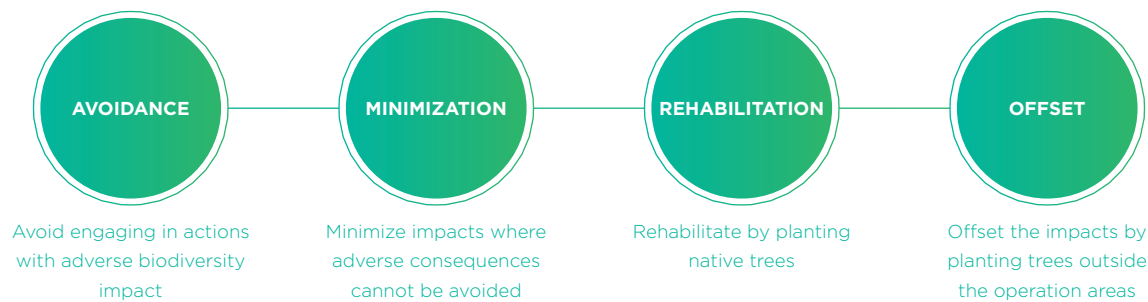 AVOIDANCE
MINIMIZATION
REHABILITATION
OFFSET
Avoid engaging in actions
with adverse biodiversity
impact
Minimize impacts where
adverse consequences
cannot be avoided
Rehabilitate by planting
native trees
Offset the impacts by
planting trees outside
the operation areas